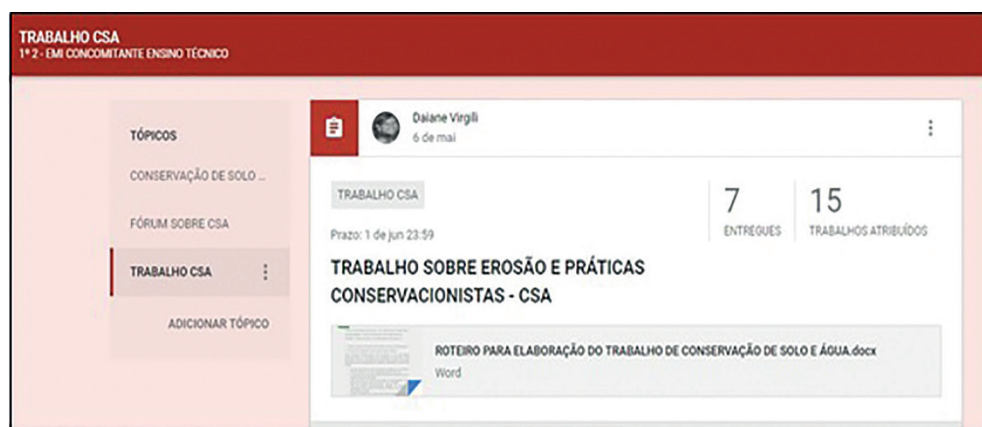 TRABALHO CSA
1º 2 - EMI CONCOMITANTE ENSINO TÉCNICO
TÓPICOS
CONSERVAÇÃO DE SOLO ...
FÓRUM SOBRE CSA
TRABALHO CSA
ADICIONAR TÓPICO
Daiane Virgili
6 de mai
TRABALHO CSA
Prazo: 1 de jun 23:59
7
ENTREGUES
15
TRABALHOS ATRIBUÍDOS
TRABALHO SOBRE EROSÃO E PRÁTICAS
CONSERVACIONISTAS - CSA
ROTEIRO PARA ELABORAÇÃO DO TRABALHO DE CONSERVAÇÃO DE SOLO E ÁGUA.docx
Word